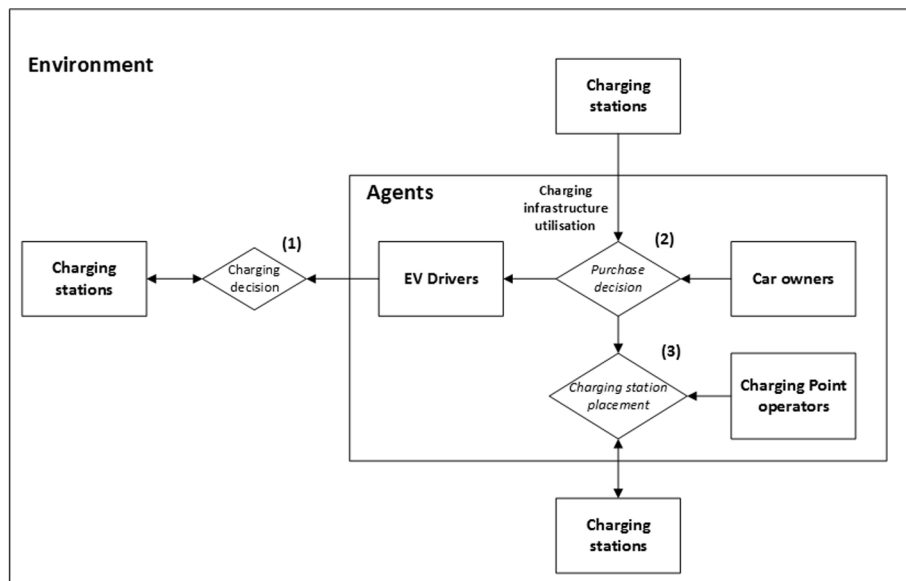 Environment
Charging
stations
Agents
Charging
infrastructure
utilisation
(1)
(2)
Charging
stations
Charging
decision
EV Drivers
Purchase
decision
Car owners
(3)
Charging station
placement
Charging Point
operators
Charging
stations